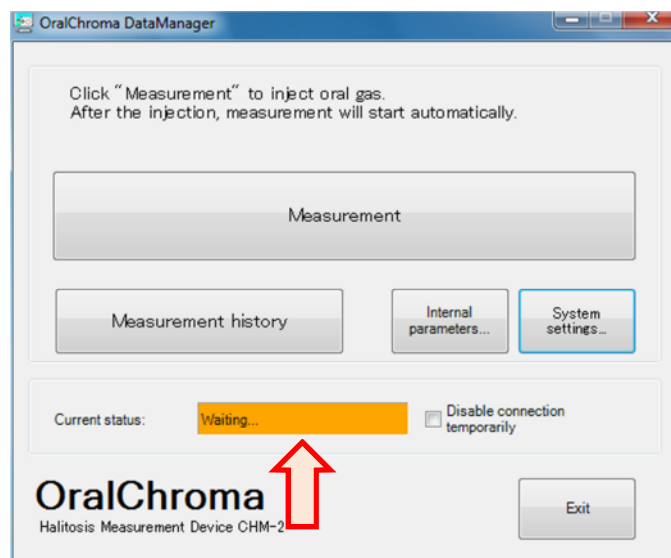 OralChroma DataManager
Click "Measurement" to inject oral gas.
After the injection, measurement will start automatically.
Measurement
Measurement history
Internal
parameters...
System
settings...
Current status:
Waiting...
Disable connection
temporarily
OralChroma
Halitosis Measurement Device CHM-2
Exit